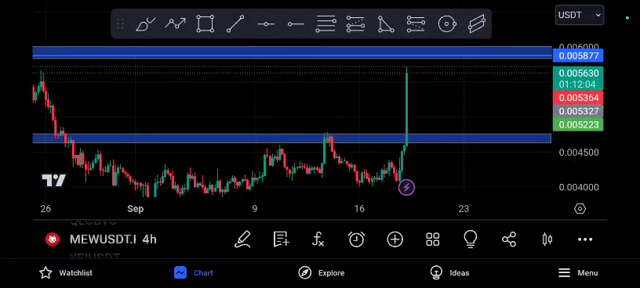 USDT
0.006000
0.005877
0.005630
01:12:04
0.005364
0.005327
0.005223
0.004500
0.004000
26 Sep 9 16 23
MEWUSDT.I 4h
Watchlist Chart Explore Ideas Menu